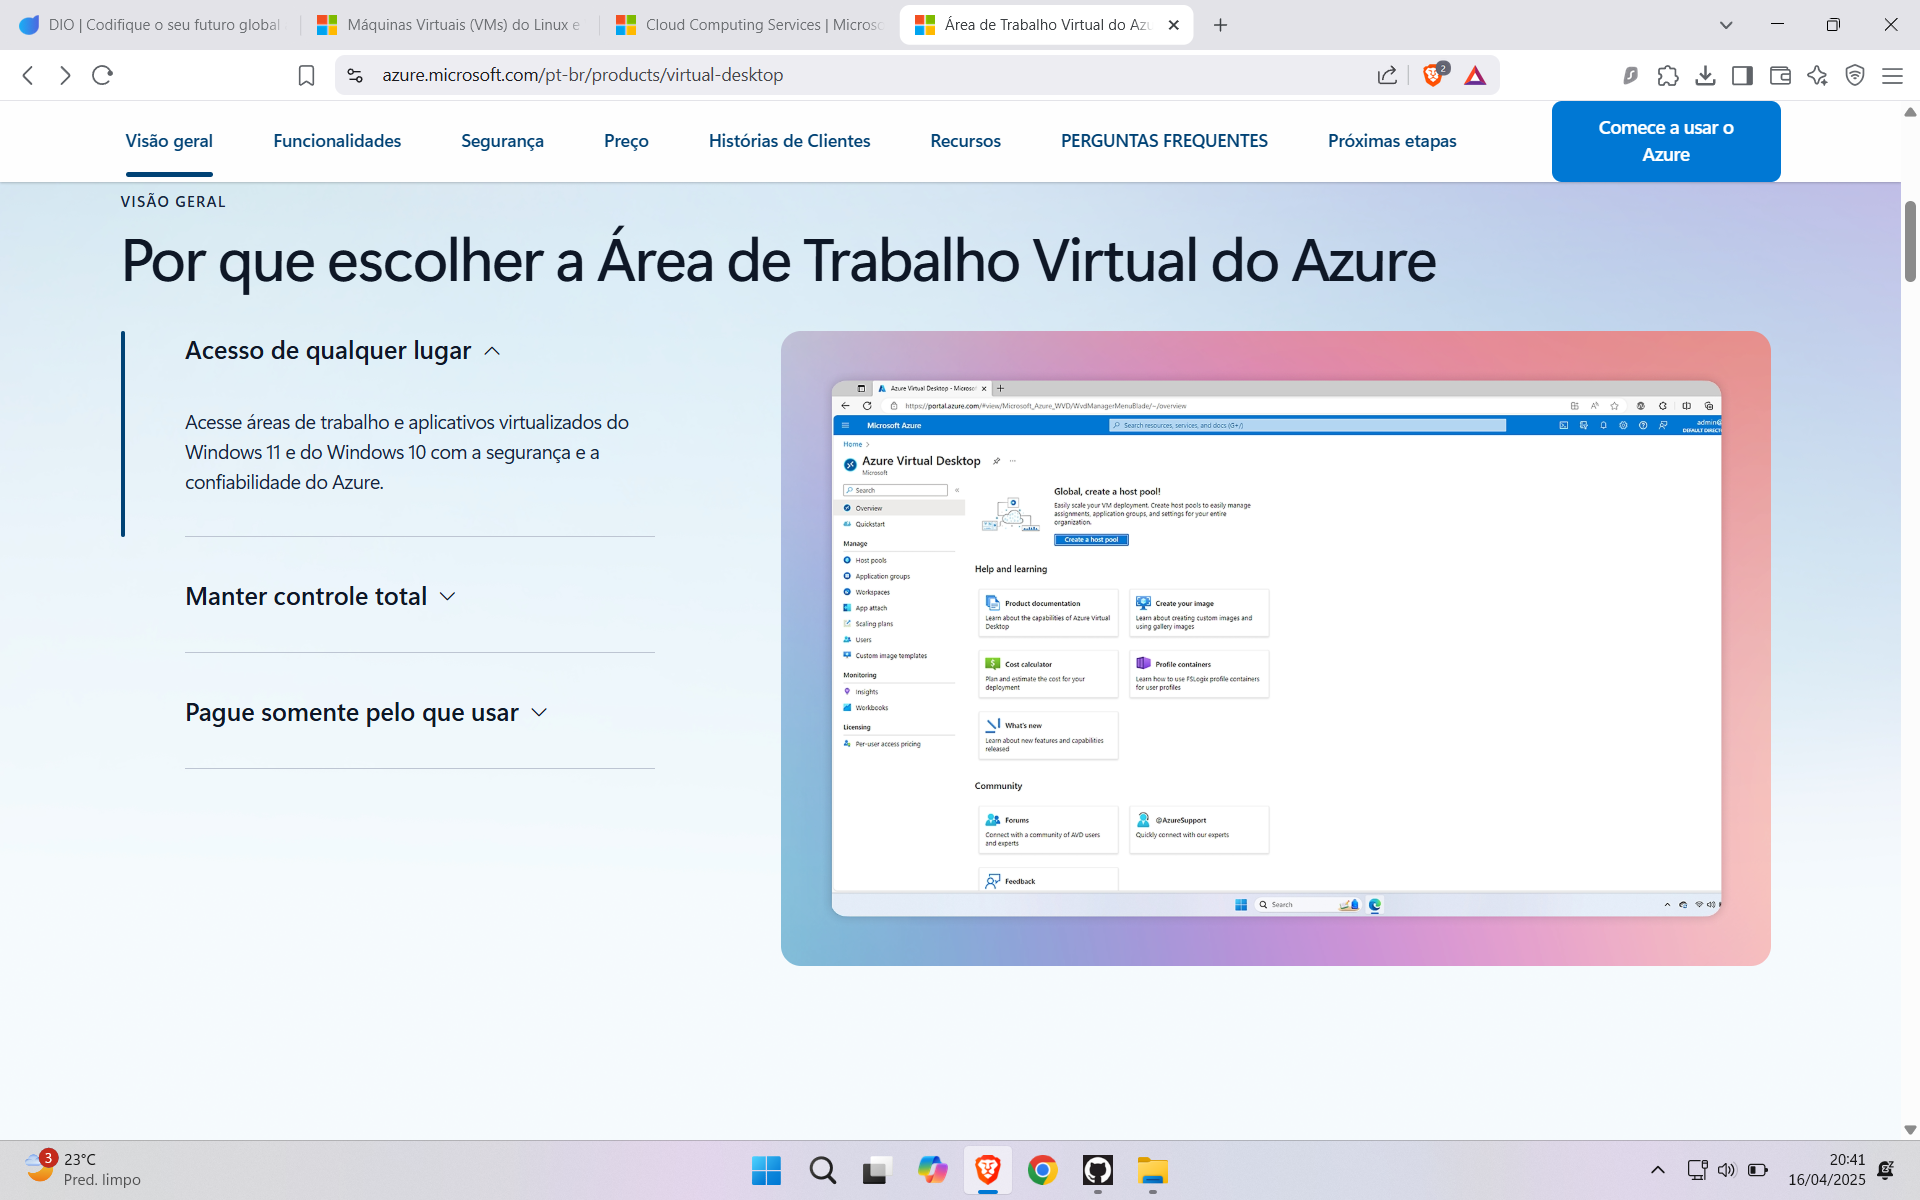 DIO | Codifique o seu futuro global
Máquinas Virtuais (VMs) do Linux e
Cloud Computing Services | Microso
Área de Trabalho Virtual do Azu
azure.microsoft.com/pt-br/products/virtual-desktop
2
Visão geral
Funcionalidades
Segurança
Preço
Histórias de Clientes
Recursos
PERGUNTAS FREQUENTES
Próximas etapas
Comece a usar o
Azure
VISÃO GERAL
Por que escolher a Área de Trabalho Virtual do Azure
Acesso de qualquer lugar
Acesse áreas de trabalho e aplicativos virtualizados do
Windows 11 e do Windows 10 com a segurança e a
confiabilidade do Azure.
Manter controle total
Pague somente pelo que usar
Azure Virtual Desktop - Microsof
https://portal.azure.com/#view/Microsoft_Azure_WVD/WvdManagerMenuBlade/~/overview
Microsoft Azure
Search resources, services, and docs (G+/)
admin@
DEFAULT DIRECTO
Home >
Azure Virtual Desktop
Microsoft
Search
Overview
Quickstart
Manage
Host pools
Application groups
Workspaces
App attach
Scaling plans
Users
Custom image templates
Monitoring
Insights
Workbooks
Licensing
Per-user access pricing
Global, create a host pool!
Easily scale your VM deployment. Create host pools to easily manage
assignments, application groups, and settings for your entire
organization.
Create a host pool
Help and learning
Product documentation
Learn about the capabilities of Azure Virtual
Desktop
Create your image
Learn about creating custom images and
using gallery images
Cost calculator
Plan and estimate the cost for your
deployment
Profile containers
Learn how to use FSLogix profile containers
for user profiles
What's new
Learn about new features and capabilities
released
Community
Forums
Connect with a community of AVD users
and experts
@AzureSupport
Quickly connect with our experts
Feedback
Search
3
23°C
Pred. limpo
20:41
16/04/2025